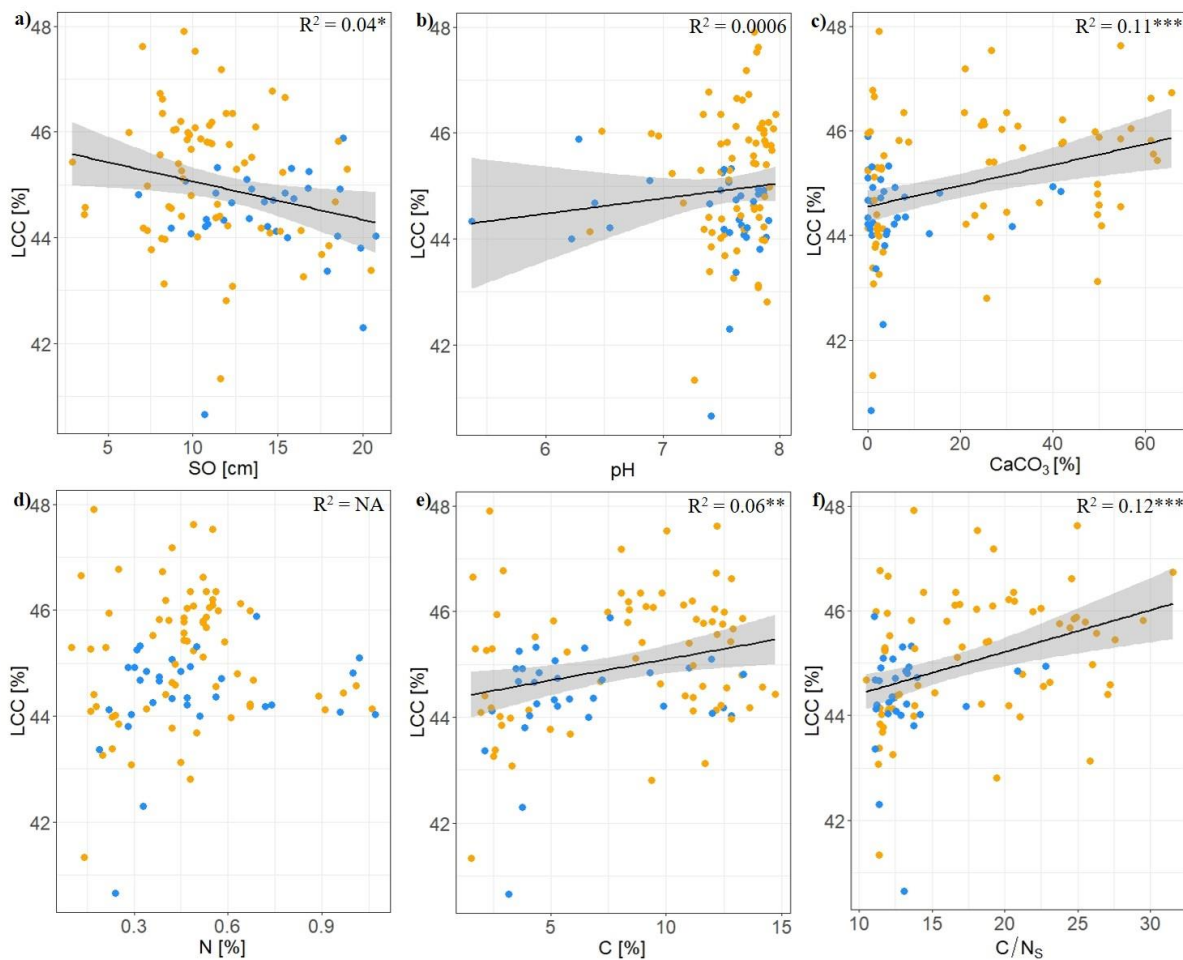 a) R² = 0.04*
48
46
44
42
LCC [%]
5 10 15 20
SO [cm]
b) R² = 0.0006
48
46
44
42
LCC [%]
6 7 8
pH
c) R² = 0.11***
48
46
44
42
LCC [%]
0 20 40 60
CaCO₃ [%]
d) R² = NA
48
46
44
42
LCC [%]
0.3 0.6 0.9
N [%]
e) R² = 0.06**
48
46
44
42
LCC [%]
5 10 15
C [%]
f) R² = 0.12***
48
46
44
42
LCC [%]
10 15 20 25 30
C/Nₛ